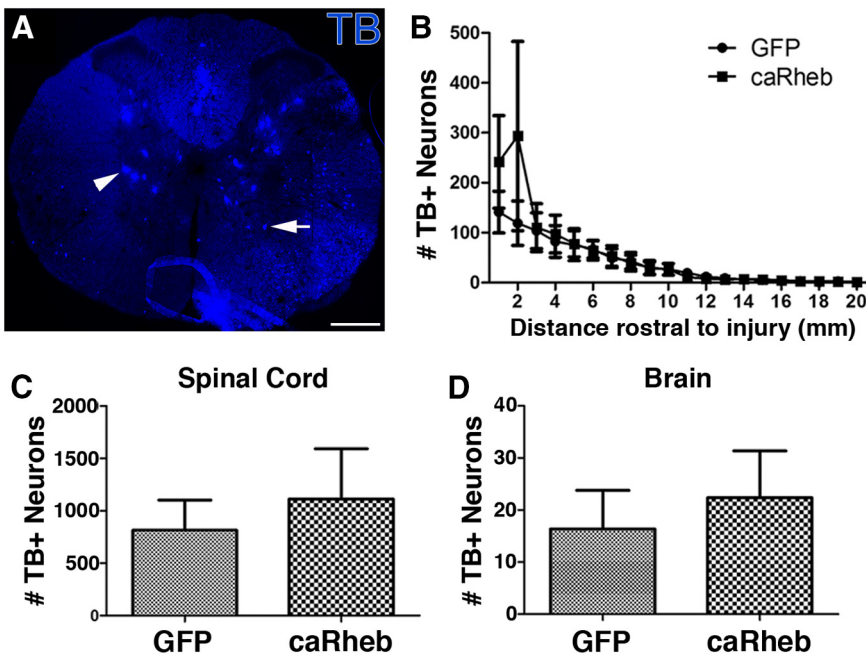 A
TB
B
500
400
300
200
100
0
# TB+ Neurons
GFP
caRheb
2 4 6 8 10 12 14 16 18 20
Distance rostral to injury (mm)
C
Spinal Cord
2000
1500
1000
500
0
# TB+ Neurons
GFP caRheb
D
Brain
40
30
20
10
0
# TB+ Neurons
GFP caRheb